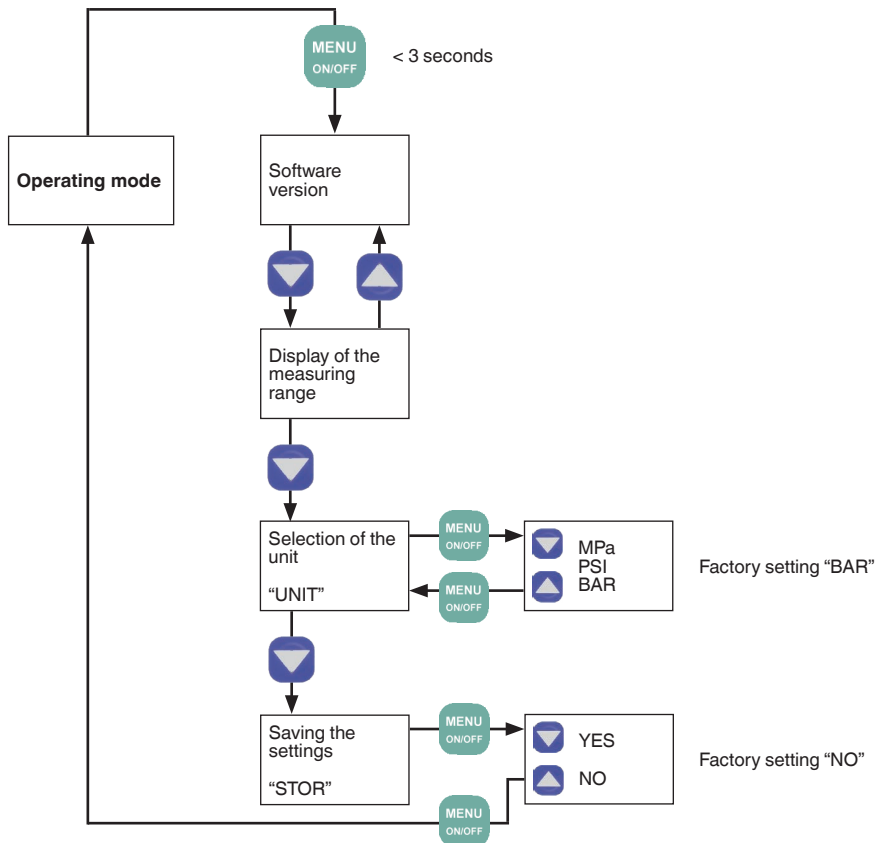 MENU
ON/OFF
< 3 seconds
Operating mode
Software
version
Display of the
measuring
range
Selection of the
unit
“UNIT”
MENU
ON/OFF
MENU
ON/OFF
MPa
PSI
BAR
Factory setting “BAR”
Saving the
settings
“STOR”
MENU
ON/OFF
YES
NO
Factory setting “NO”
MENU
ON/OFF